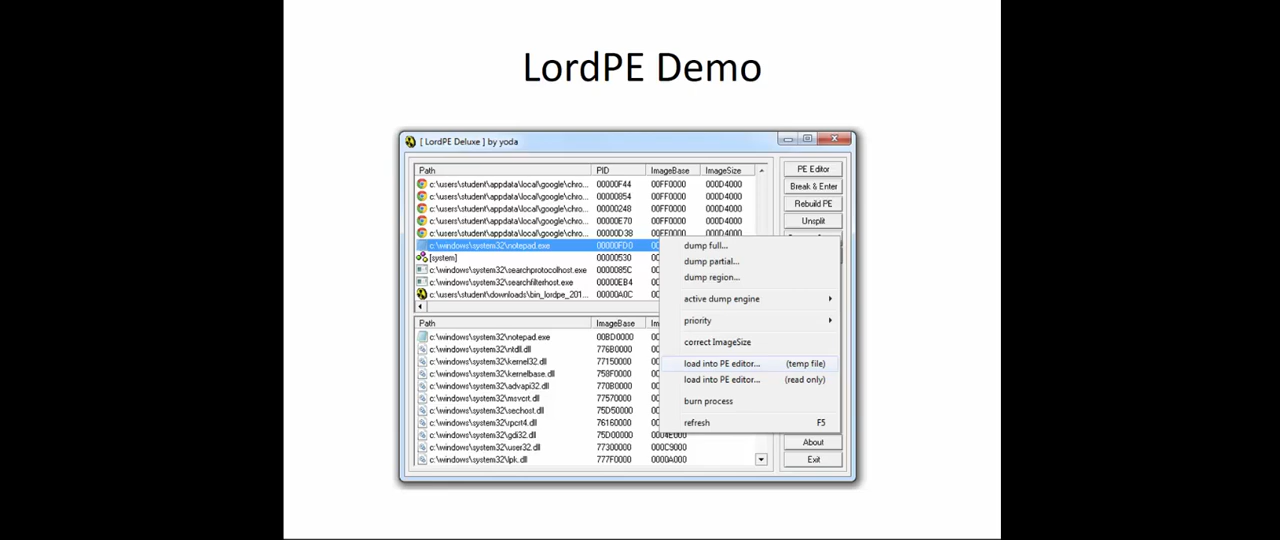 LordPE Demo
[ LordPE Deluxe ] by yoda
Path PID ImageBase ImageSize
c:\users\student\appdata\local\google\chro... 00000F44 00FF0000 000D4000
c:\users\student\appdata\local\google\chro... 00000854 00FF0000 000D4000
c:\users\student\appdata\local\google\chro... 00000248 00FF0000 000D4000
c:\users\student\appdata\local\google\chro... 00000E70 00FF0000 000D4000
c:\users\student\appdata\local\google\chro... 00000D38 00FF0000 000D4000
c:\windows\system32\notepad.exe 00000FD0
[system] 00000530
c:\windows\system32\searchprotocolhost.exe 0000085C
c:\windows\system32\searchfilterhost.exe 00000EB4
c:\users\student\downloads\bin_lordpe_201... 00000A0C
PE Editor
Break & Enter
Rebuild PE
Unsplit
dump full...
dump partial...
dump region...
active dump engine
priority
correct ImageSize
load into PE editor... (temp file)
load into PE editor... (read only)
burn process
refresh F5
Path ImageBase
c:\windows\system32\notepad.exe 00BD0000
c:\windows\system32\ntdll.dll 776B0000
c:\windows\system32\kernel32.dll 77150000
c:\windows\system32\kernelbase.dll 758F0000
c:\windows\system32\advapi32.dll 770B0000
c:\windows\system32\msvcrt.dll 77570000
c:\windows\system32\sechost.dll 75D50000
c:\windows\system32\rpcrt4.dll 76160000
c:\windows\system32\gdi32.dll 75D00000 0004E000
c:\windows\system32\user32.dll 77300000 000C9000
c:\windows\system32\lpk.dll 777F0000 0000A000
About
Exit